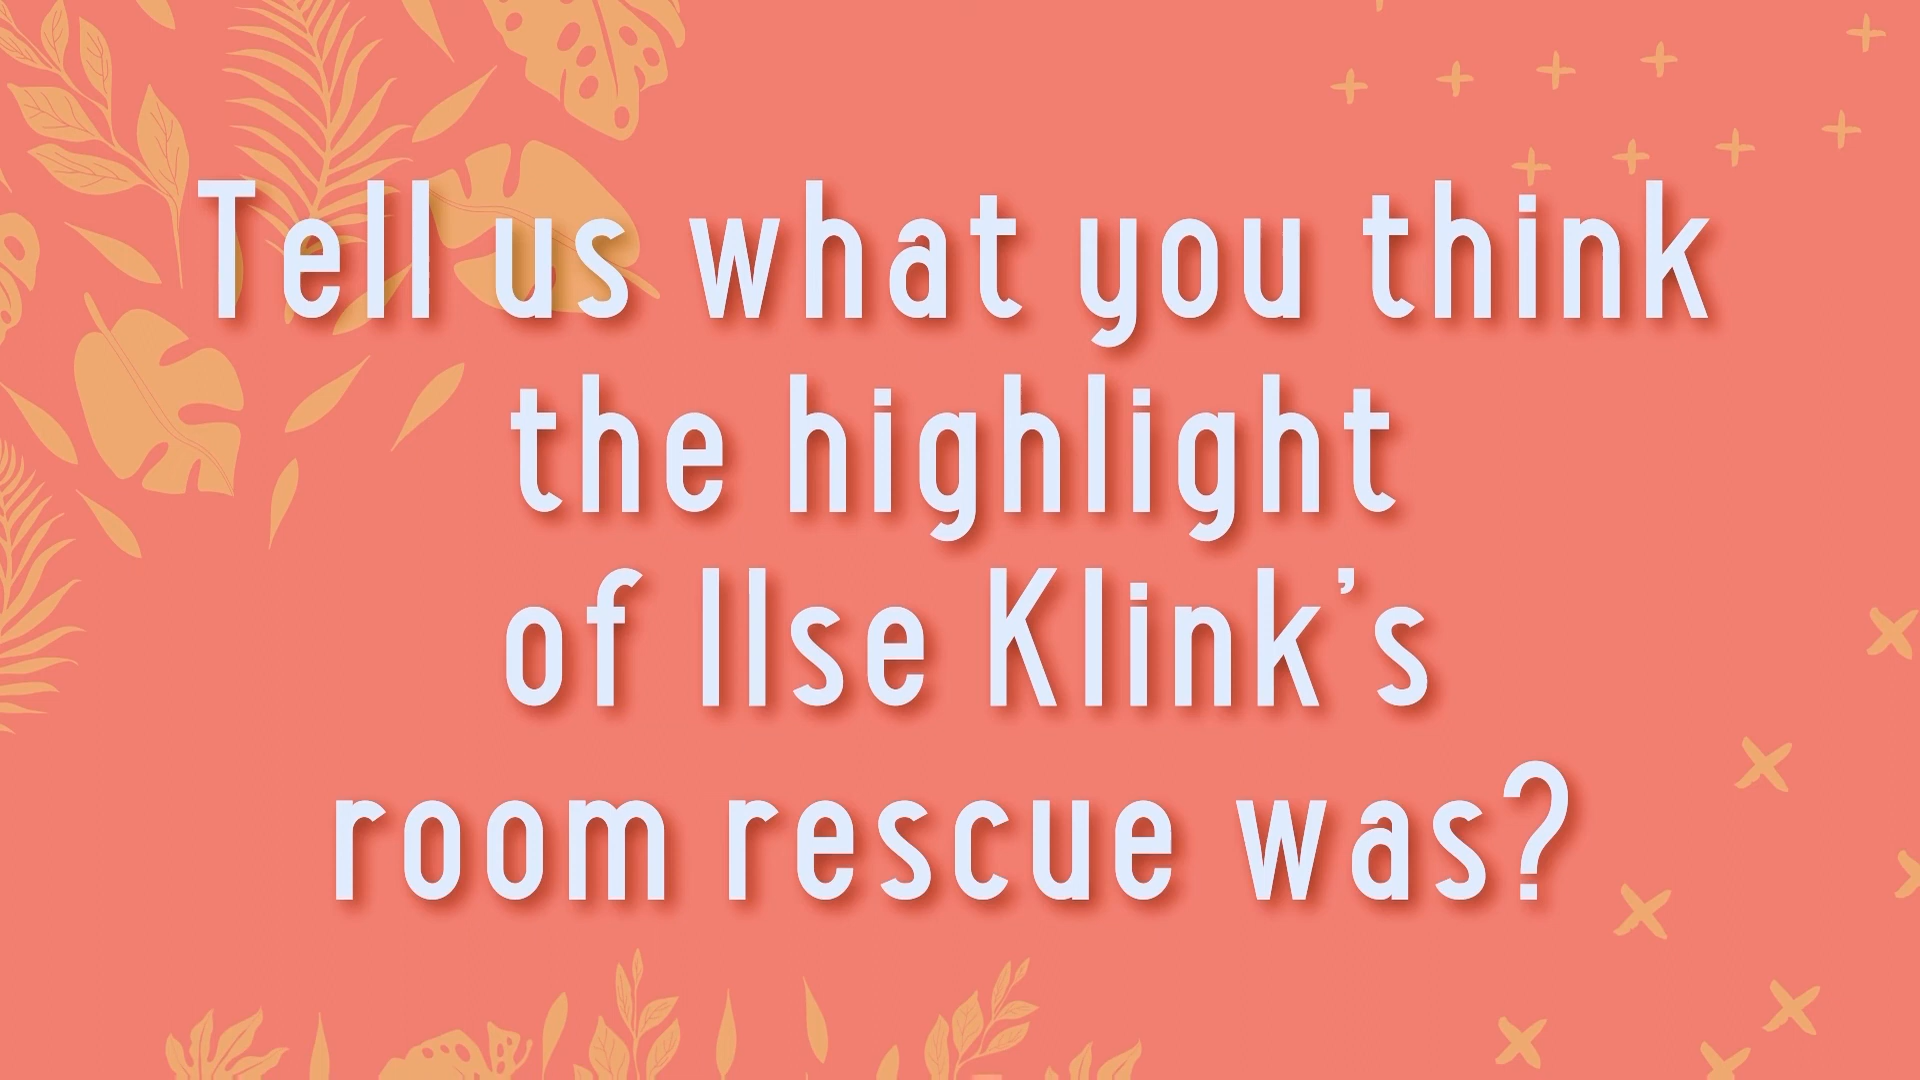 Tell us what you think
the highlight
of Ilse Klink’s
room rescue was?